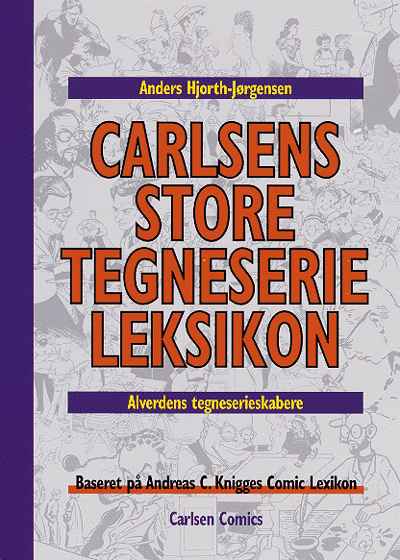 Anders Hjorth-Jørgensen
CARLSENS
STORE
TEGNESERIE
LEKSIKON
Alverdens tegneserieskabere
Baseret på Andreas C. Knigges Comic Lexikon
Carlsen Comics